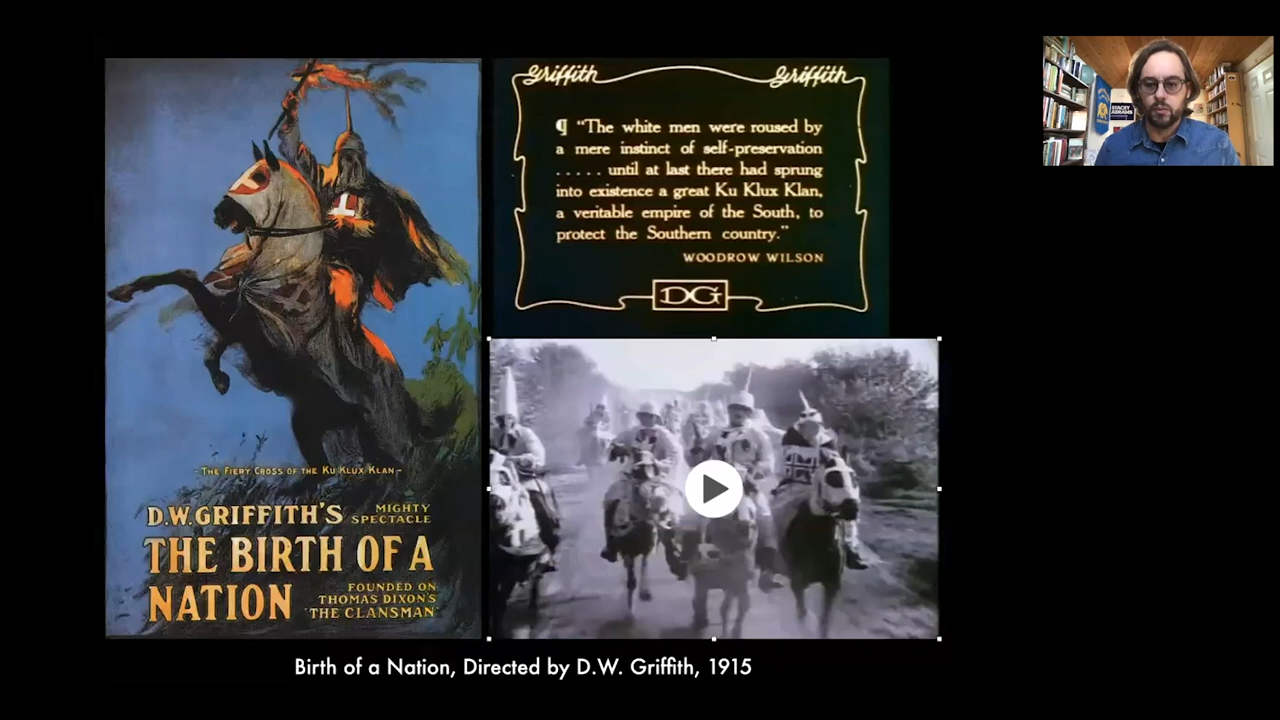 -THE FIERY CROSS OF THE KU KLUX KLAN-
D.W. GRIFFITH'S
MIGHTY
SPECTACLE
THE BIRTH OF A
NATION
FOUNDED ON
THOMAS DIXON'S
"THE CLANSMAN"
Griffith Griffith
¶ "The white men were roused by
a mere instinct of self-preservation
. . . . . until at last there had sprung
into existence a great Ku Klux Klan,
a veritable empire of the South, to
protect the Southern country."
WOODROW WILSON
DG
Birth of a Nation, Directed by D.W. Griffith, 1915
STACEY
ABRAMS